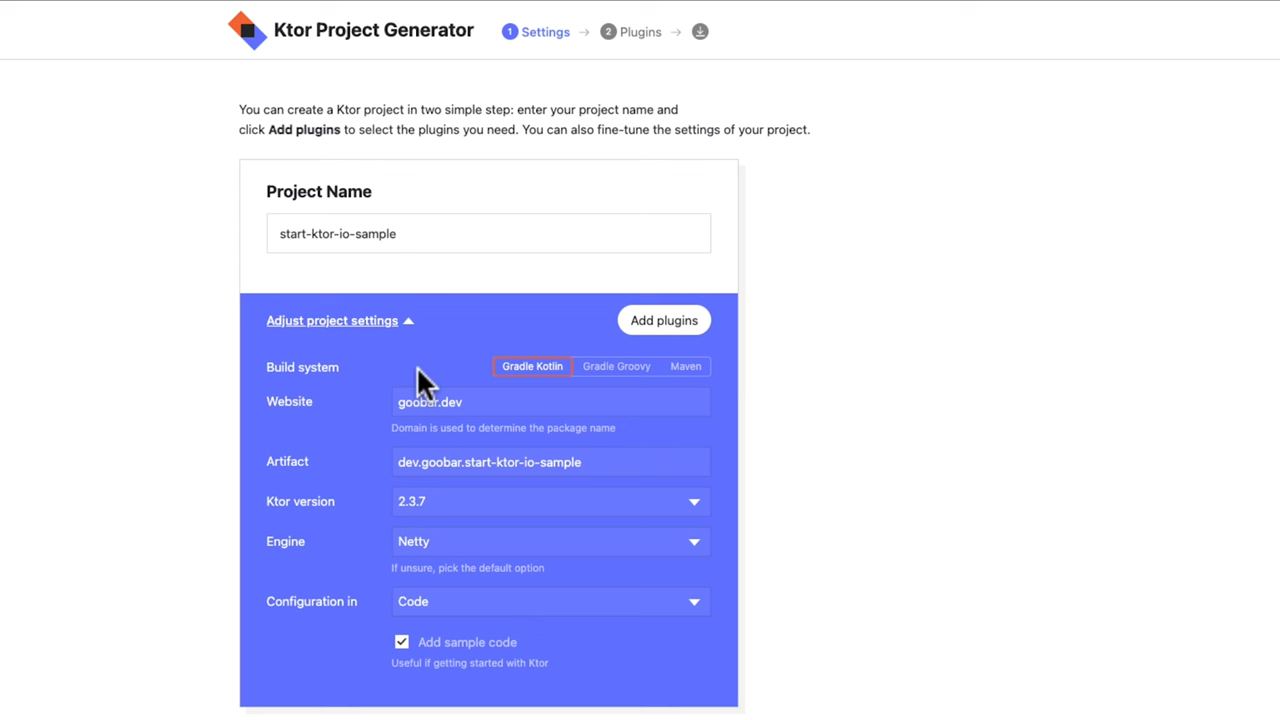 Ktor Project Generator
1 Settings → 2 Plugins →
You can create a Ktor project in two simple step: enter your project name and
click Add plugins to select the plugins you need. You can also fine-tune the settings of your project.
Project Name
start-ktor-io-sample
Adjust project settings
Add plugins
Build system
Gradle Kotlin
Gradle Groovy
Maven
Website
goobar.dev
Domain is used to determine the package name
Artifact
dev.goobar.start-ktor-io-sample
Ktor version
2.3.7
Engine
Netty
If unsure, pick the default option
Configuration in
Code
Add sample code
Useful if getting started with Ktor